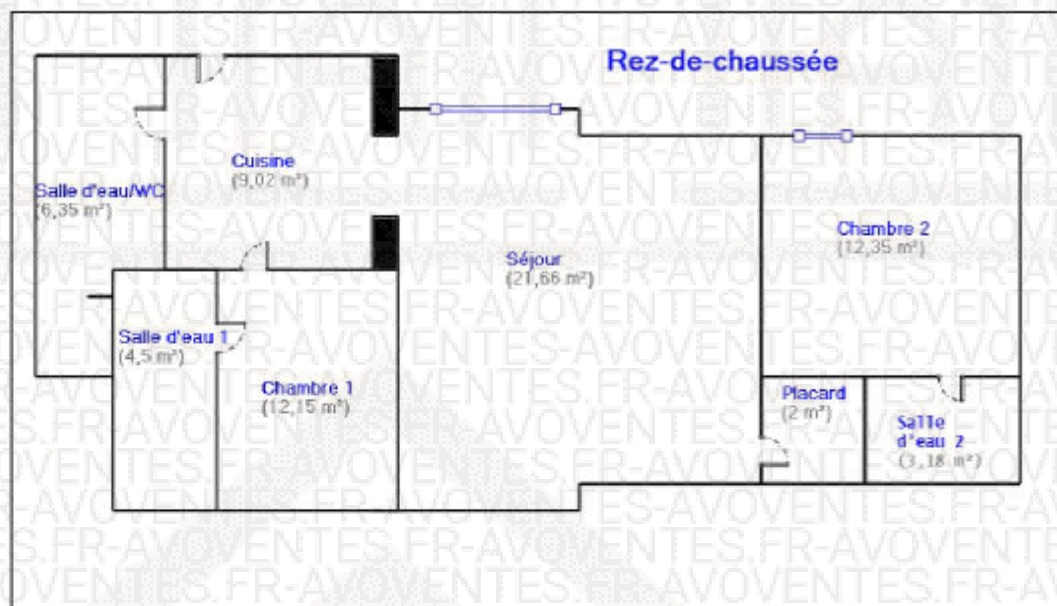 Rez-de-chaussée
Cuisine
(9,02 m²)
Salle d'eau/WC
(6,35 m²)
Chambre 2
(12,35 m²)
Séjour
(21,66 m²)
Salle d'eau 1
(4,5 m²)
Chambre 1
(12,15 m²)
Placard
(2 m²)
Salle
d'eau 2
(3,18 m²)